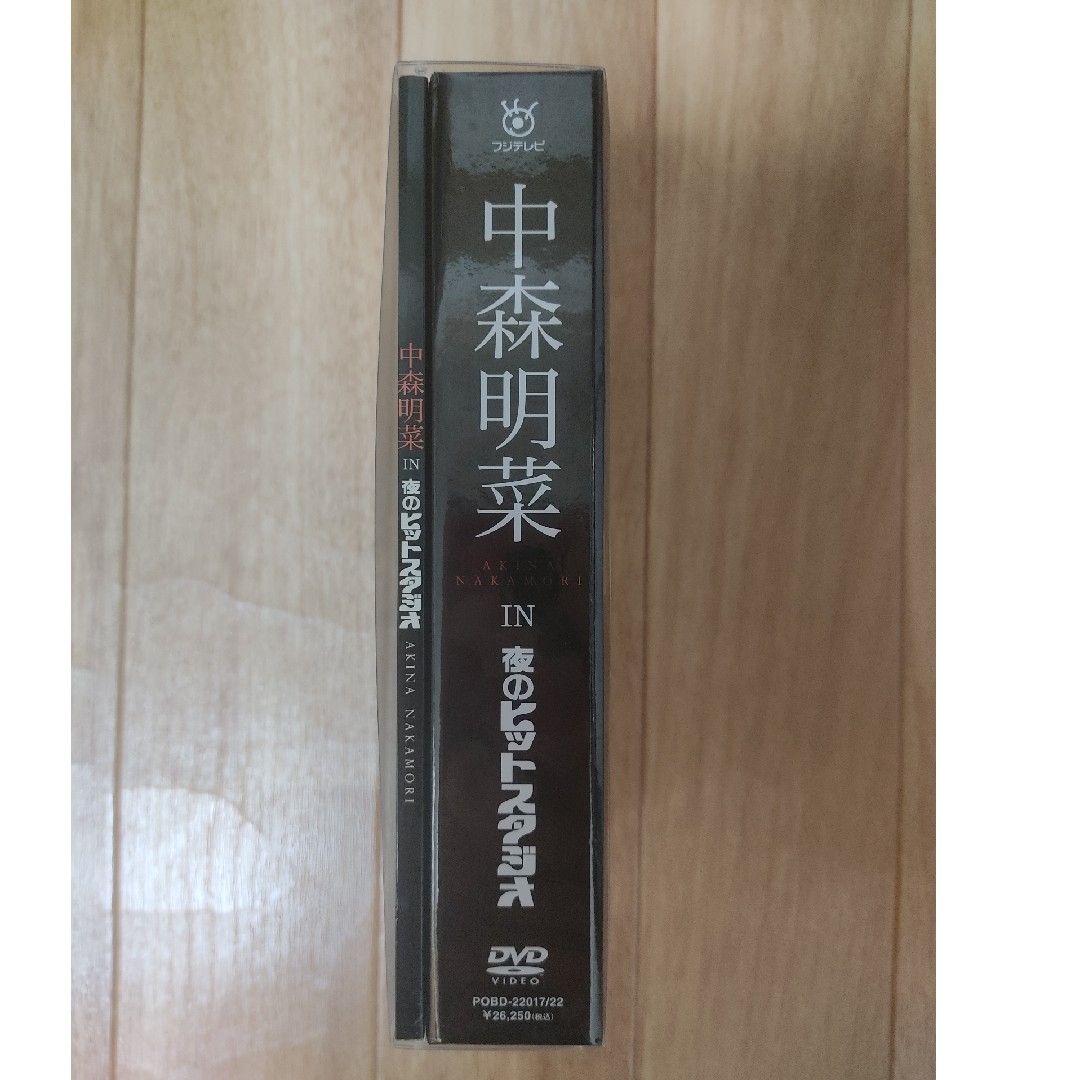 中森明菜
IN
夜のヒットスタジオ
AKINA NAKAMORI
フジテレビ
中森明菜
AKINA
NAKAMORI
IN
夜のヒットスタジオ
DVD
VIDEO
POBD-22017/22
¥26,250(税込)